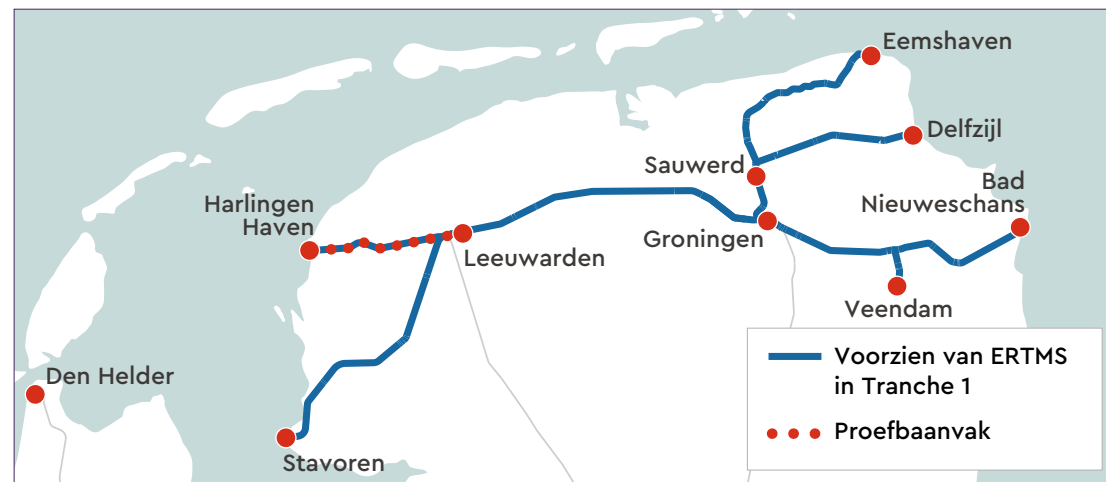 Eemshaven
Delfzijl
Sauwerd
Bad
Nieuweschans
Harlingen
Haven
Groningen
Leeuwarden
Veendam
Den Helder
Stavoren
Voorzien van ERTMS
in Tranche 1
Proefbaanvak